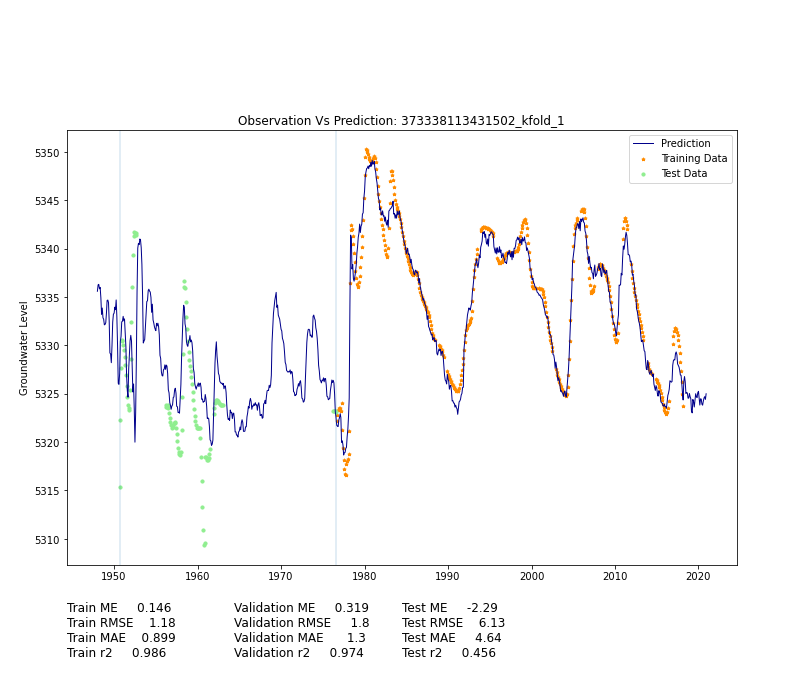 Observation Vs Prediction: 373338113431502_kfold_1
Prediction
Training Data
Test Data
Groundwater Level
5350
5345
5340
5335
5330
5325
5320
5315
5310
1950 1960 1970 1980 1990 2000 2010 2020
Train ME 0.146 Validation ME 0.319 Test ME -2.29
Train RMSE 1.18 Validation RMSE 1.8 Test RMSE 6.13
Train MAE 0.899 Validation MAE 1.3 Test MAE 4.64
Train r2 0.986 Validation r2 0.974 Test r2 0.456